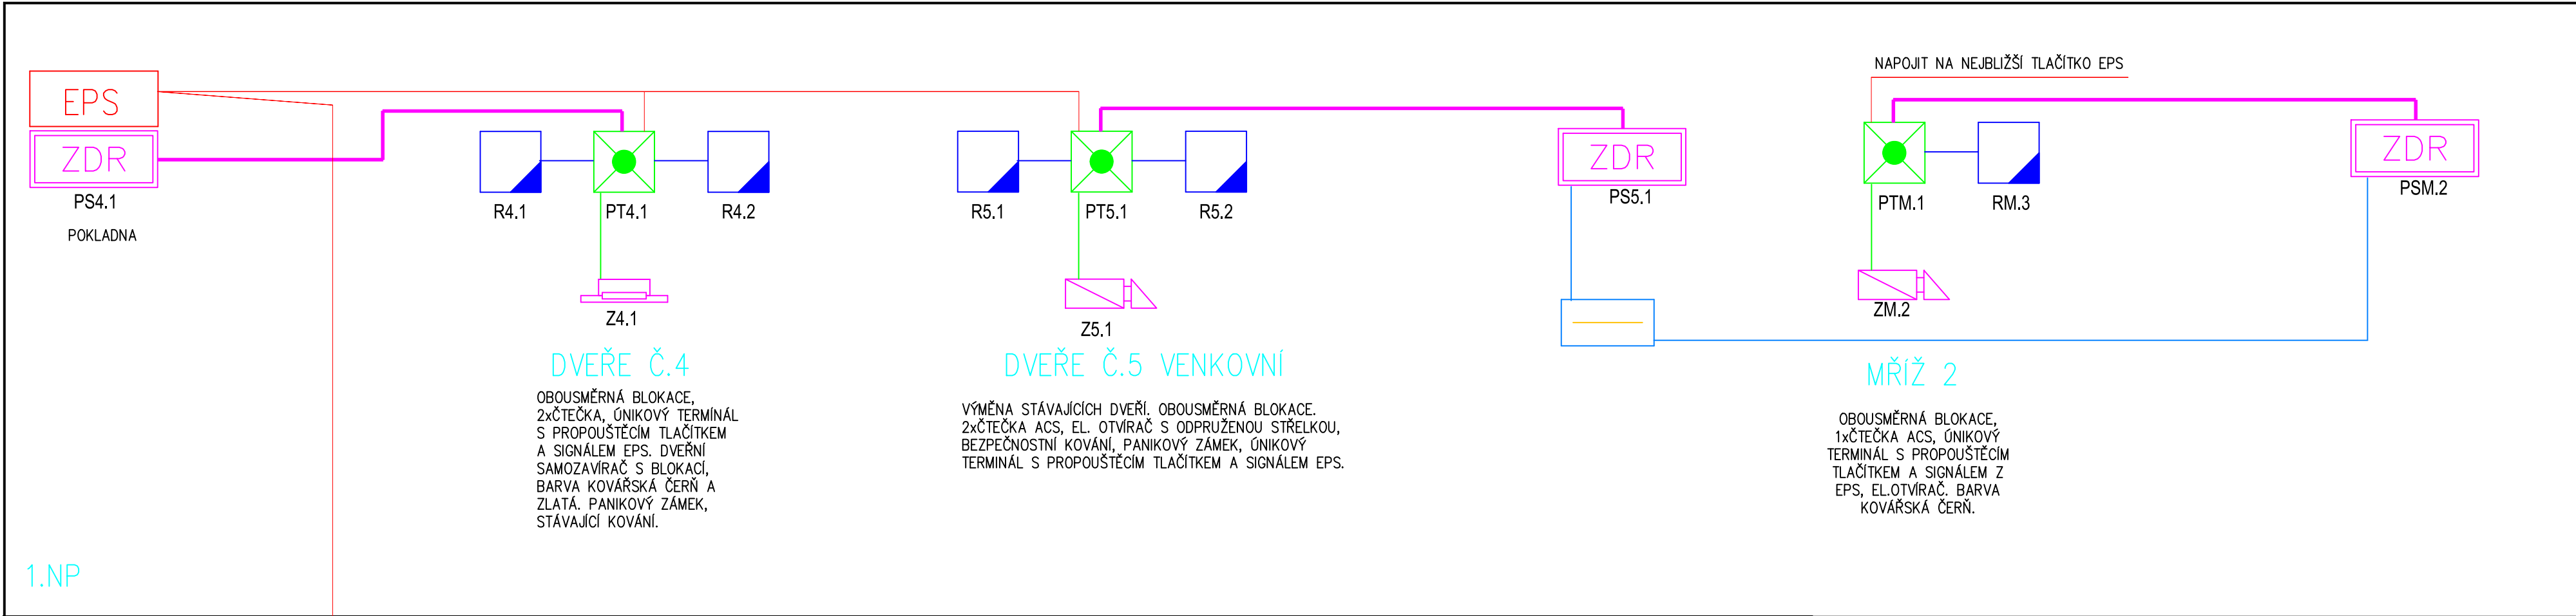 NAPOJIT NA NEJBLIŽŠÍ TLAČÍTKO EPS
EPS
ZDR
PS4.1
POKLADNA
R4.1
PT4.1
R4.2
Z4.1
DVEŘE Č.4
OBOUSMĚRNÁ BLOKACE,
2xČTEČKA, ÚNIKOVÝ TERMÍNÁL
S PROPOUŠTĚCÍM TLAČÍTKEM
A SIGNÁLEM EPS. DVEŘNÍ
SAMOZAVÍRAČ S BLOKACÍ,
BARVA KOVÁŘSKÁ ČERŇ A
ZLATÁ. PANIKOVÝ ZÁMEK,
STÁVAJÍCÍ KOVÁNÍ.
R5.1
PT5.1
R5.2
Z5.1
DVEŘE Č.5 VENKOVNÍ
VÝMĚNA STÁVAJÍCÍCH DVEŘÍ. OBOUSMĚRNÁ BLOKACE.
2xČTEČKA ACS, EL. OTVÍRAČ S ODPRUŽENOU STŘELKOU,
BEZPEČNOSTNÍ KOVÁNÍ, PANIKOVÝ ZÁMEK, ÚNIKOVÝ
TERMINÁL S PROPOUŠTĚCÍM TLAČÍTKEM A SIGNÁLEM EPS.
ZDR
PS5.1
PTM.1
RM.3
ZM.2
ZDR
PSM.2
MŘÍŽ 2
OBOUSMĚRNÁ BLOKACE,
1xČTEČKA ACS, ÚNIKOVÝ
TERMINÁL S PROPOUŠTĚCÍM
TLAČÍTKEM A SIGNÁLEM Z
EPS, EL.OTVÍRAČ. BARVA
KOVÁŘSKÁ ČERŇ.
1.NP